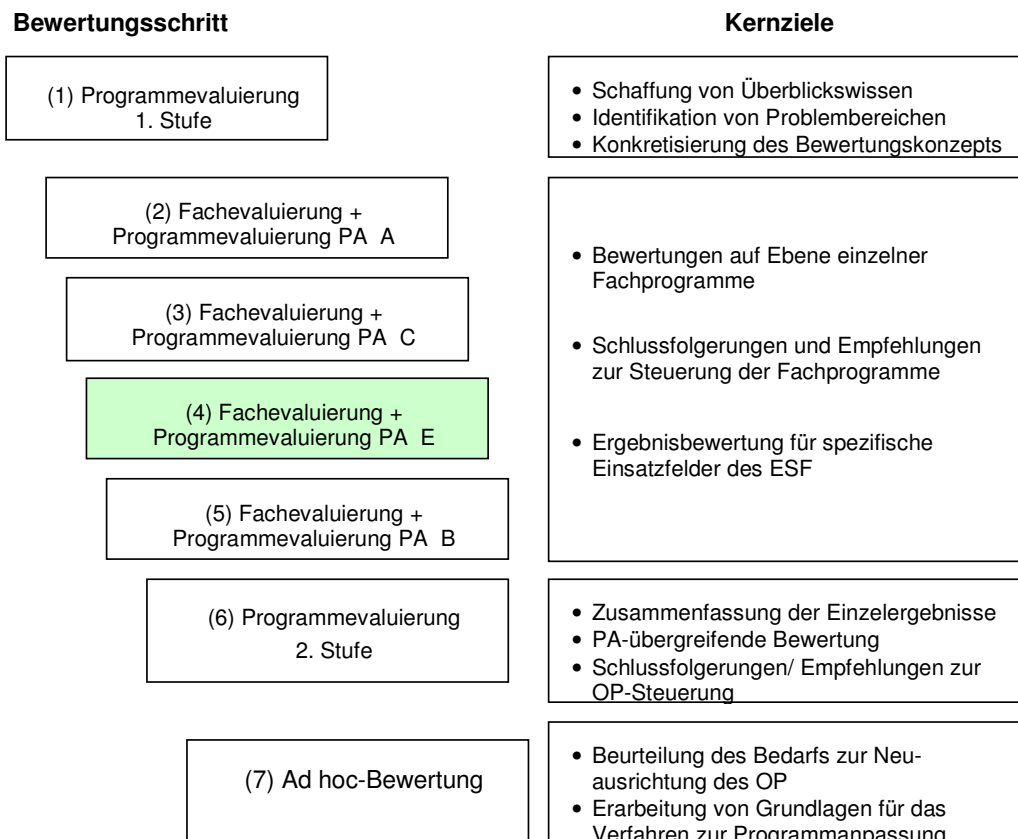 Bewertungsschritt
Kernziele
(1) Programmevaluierung
1. Stufe
• Schaffung von Überblickswissen
• Identifikation von Problembereichen
• Konkretisierung des Bewertungskonzepts
(2) Fachevaluierung +
Programmevaluierung PA A
(3) Fachevaluierung +
Programmevaluierung PA C
(4) Fachevaluierung +
Programmevaluierung PA E
(5) Fachevaluierung +
Programmevaluierung PA B
• Bewertungen auf Ebene einzelner
Fachprogramme
• Schlussfolgerungen und Empfehlungen
zur Steuerung der Fachprogramme
• Ergebnisbewertung für spezifische
Einsatzfelder des ESF
(6) Programmevaluierung
2. Stufe
• Zusammenfassung der Einzelergebnisse
• PA-übergreifende Bewertung
• Schlussfolgerungen/ Empfehlungen zur
OP-Steuerung
(7) Ad hoc-Bewertung
• Beurteilung des Bedarfs zur Neu-
ausrichtung des OP
• Erarbeitung von Grundlagen für das
Verfahren zur Programmanpassung